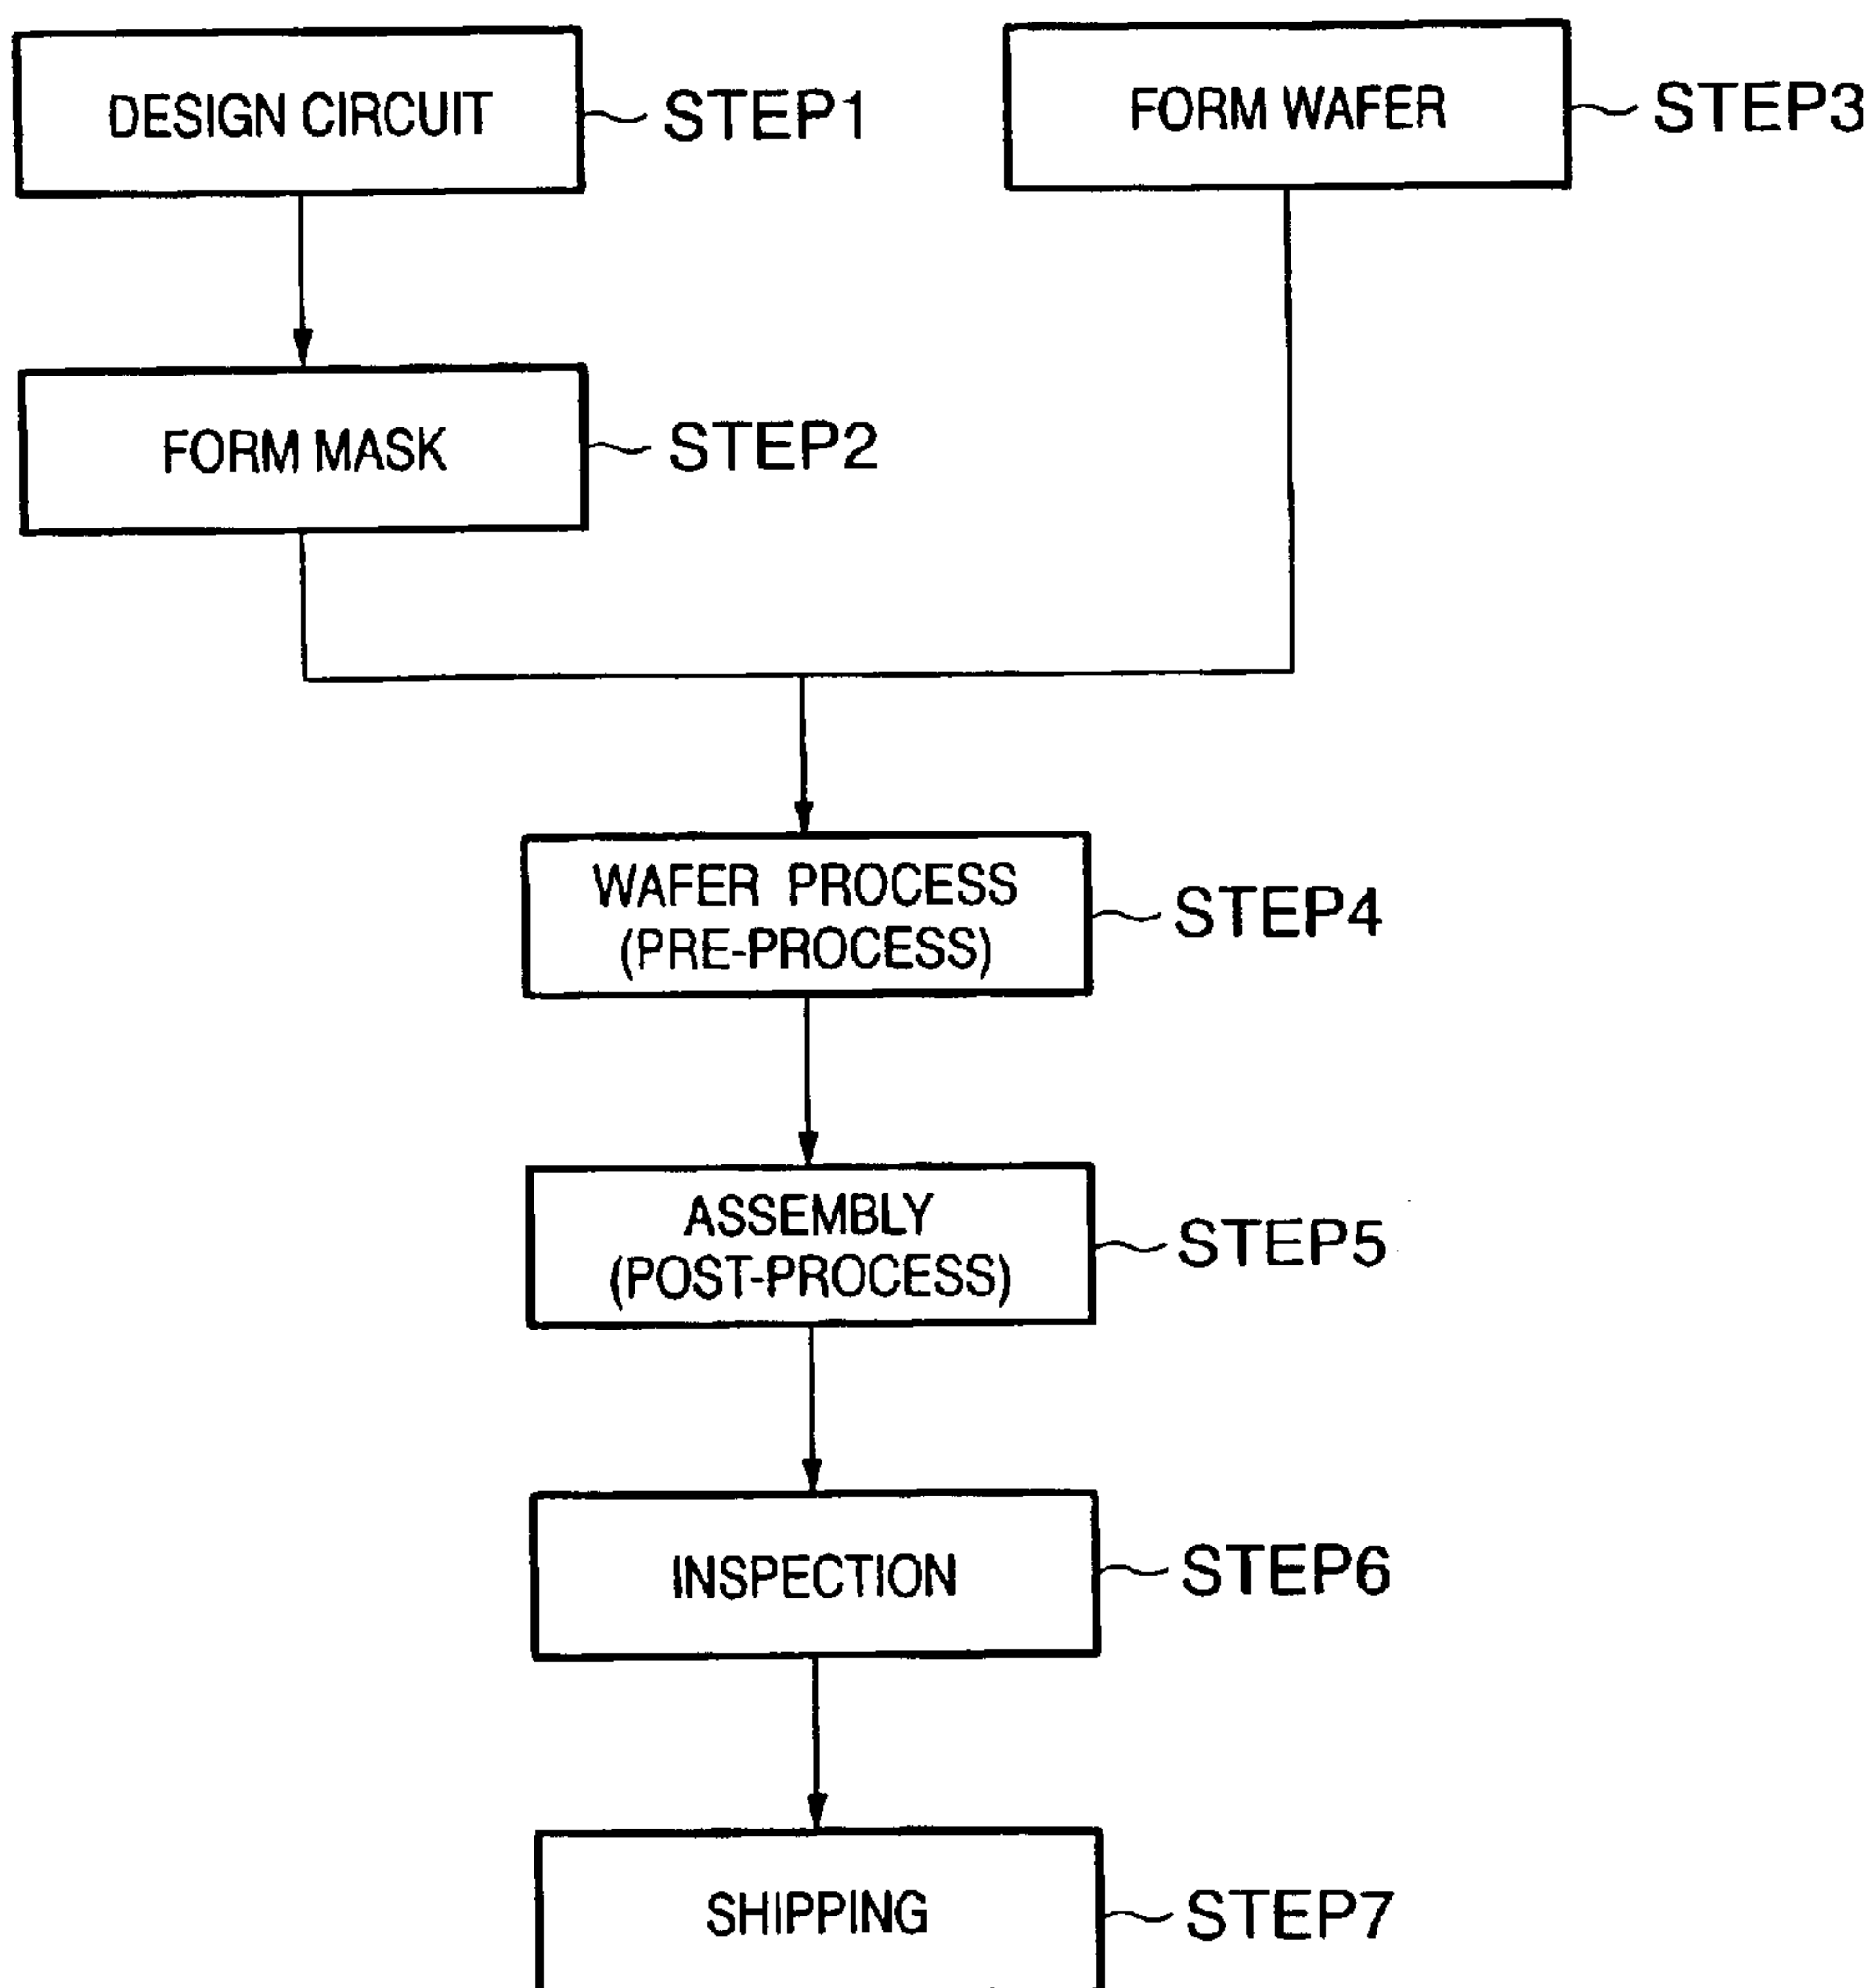 DESIGN CIRCUIT
STEP1
FORM WAFER
STEP3
FORM MASK
STEP2
WAFER PROCESS
(PRE-PROCESS)
STEP4
ASSEMBLY
(POST-PROCESS)
STEP5
INSPECTION
STEP6
SHIPPING
STEP7